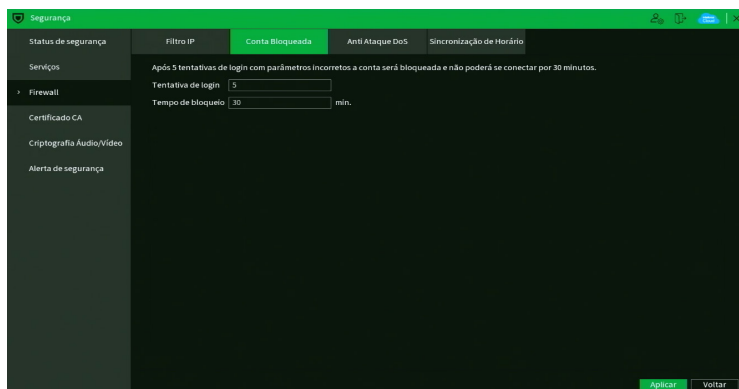 Segurança
Status de segurança
Serviços
Firewall
Certificado CA
Criptografia Áudio/Vídeo
Alerta de segurança
Filtro IP
Conta Bloqueada
Anti Ataque DoS
Sincronização de Horário
Após 5 tentativas de login com parâmetros incorretos a conta será bloqueada e não poderá se conectar por 30 minutos.
Tentativa de login 5
Tempo de bloqueio 30 min.
Aplicar Voltar